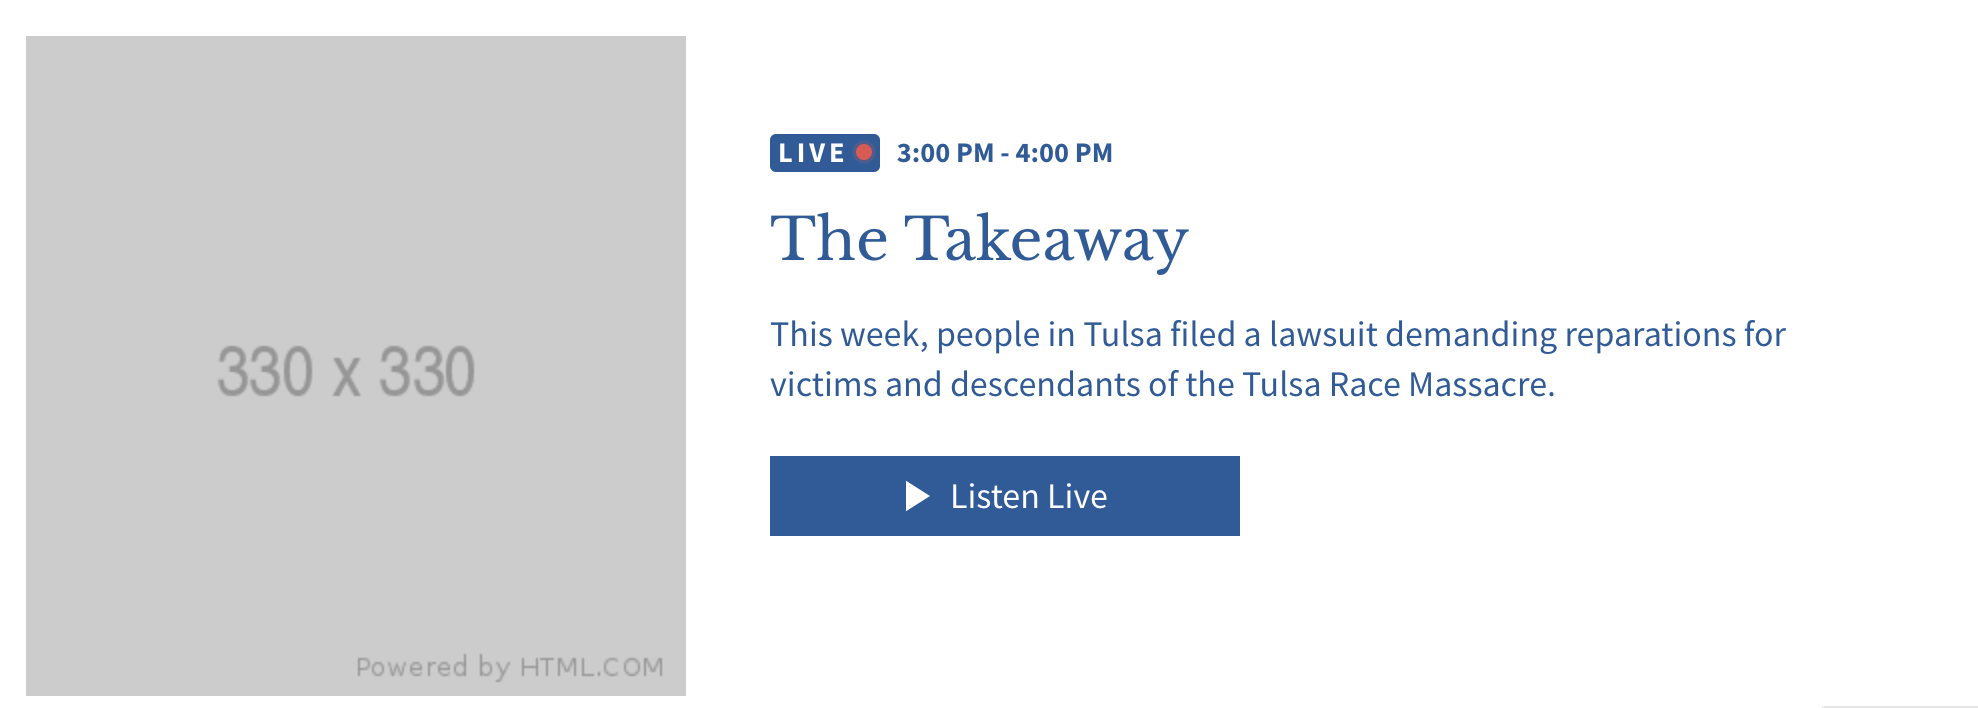 330 x 330
Powered by HTML.COM
LIVE 3:00 PM - 4:00 PM
The Takeaway
This week, people in Tulsa filed a lawsuit demanding reparations for
victims and descendants of the Tulsa Race Massacre.
Listen Live